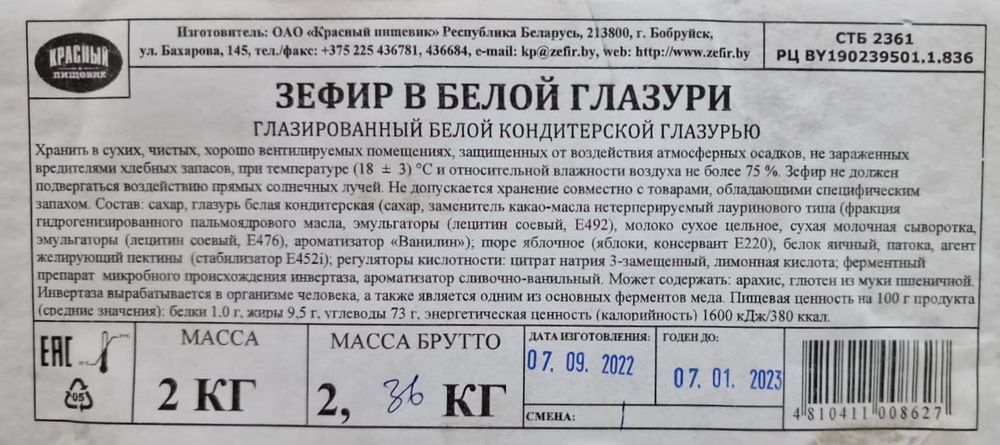 КРАСНЫЙ
ПИЩЕВИК
Изготовитель: ОАО «Красный пищевик» Республика Беларусь, 213800, г. Бобруйск,
ул. Бахарова, 145, тел./факс: +375 225 436781, 436684, e-mail: kp@zefir.by, web: http://www.zefir.by
СТБ 2361
РЦ BY190239501.1.836
ЗЕФИР В БЕЛОЙ ГЛАЗУРИ
ГЛАЗИРОВАННЫЙ БЕЛОЙ КОНДИТЕРСКОЙ ГЛАЗУРЬЮ
Хранить в сухих, чистых, хорошо вентилируемых помещениях, защищенных от воздействия атмосферных осадков, не зараженных
вредителями хлебных запасов, при температуре (18 ± 3) °С и относительной влажности воздуха не более 75 %. Зефир не должен
подвергаться воздействию прямых солнечных лучей. Не допускается хранение совместно с товарами, обладающими специфическим
запахом. Состав: сахар, глазурь белая кондитерская (сахар, заменитель какао-масла нетерперируемый лауринового типа (фракция
гидрогенизированного пальмоядрового масла, эмульгаторы (лецитин соевый, Е492), молоко сухое цельное, сухая молочная сыворотка,
эмульгаторы (лецитин соевый, Е476), ароматизатор «Ванилин»); пюре яблочное (яблоки, консервант Е220), белок яичный, патока, агент
желирующий пектины (стабилизатор Е452i); регуляторы кислотности: цитрат натрия 3-замещенный, лимонная кислота; ферментный
препарат микробного происхождения инвертаза, ароматизатор сливочно-ванильный. Может содержать: арахис, глютен из муки пшеничной.
Инвертаза вырабатывается в организме человека, а также является одним из основных ферментов меда. Пищевая ценность на 100 г продукта
(средние значения): белки 1.0 г, жиры 9,5 г, углеводы 73 г, энергетическая ценность (калорийность) 1600 кДж/380 ккал.
ЕАС
05
МАССА
2 КГ
МАССА БРУТТО
2, 36 КГ
ДАТА ИЗГОТОВЛЕНИЯ:
07. 09. 2022
СМЕНА: 1
ГОДЕН ДО:
07. 01. 2023
4 810411 008627